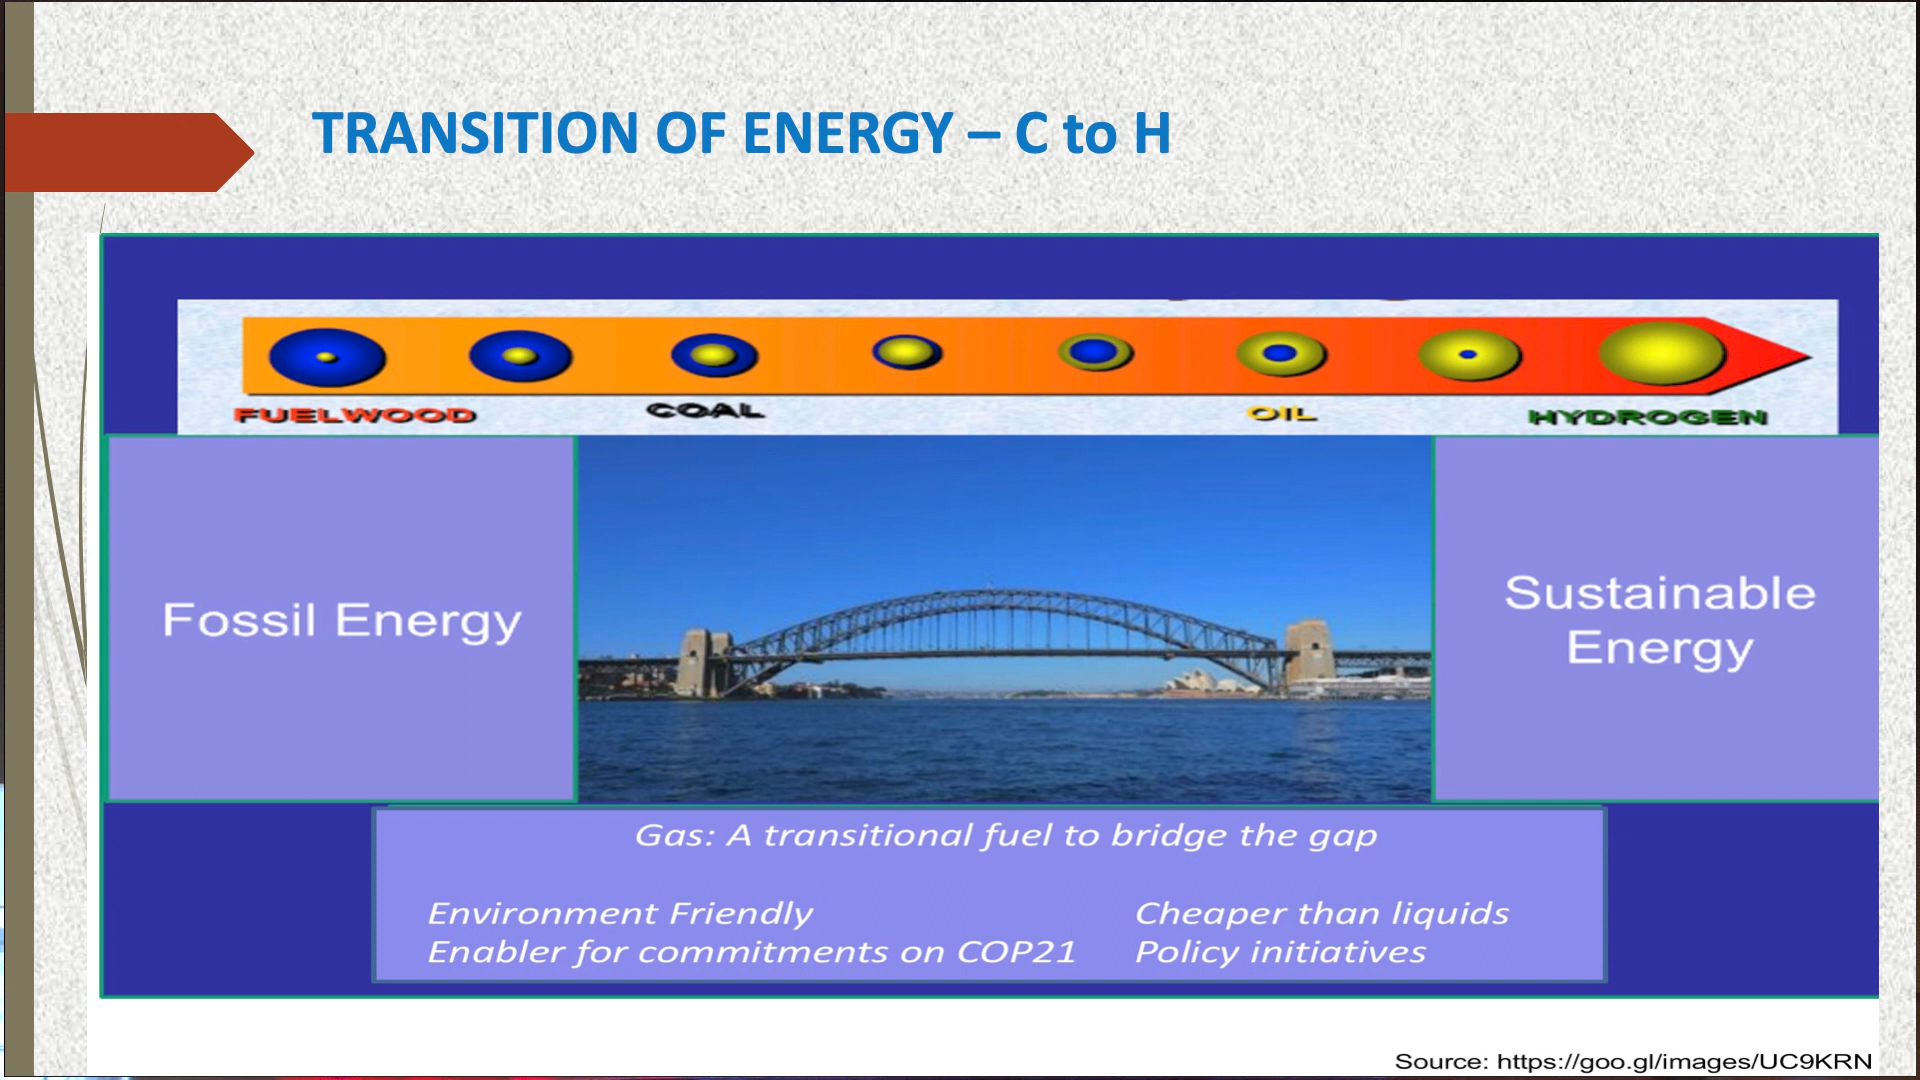 TRANSITION OF ENERGY – C to H
FUELWOOD
COAL
OIL
HYDROGEN
Fossil Energy
Sustainable
Energy
Gas: A transitional fuel to bridge the gap
Environment Friendly
Cheaper than liquids
Enabler for commitments on COP21
Policy initiatives
Source: https://goo.gl/images/UC9KRN